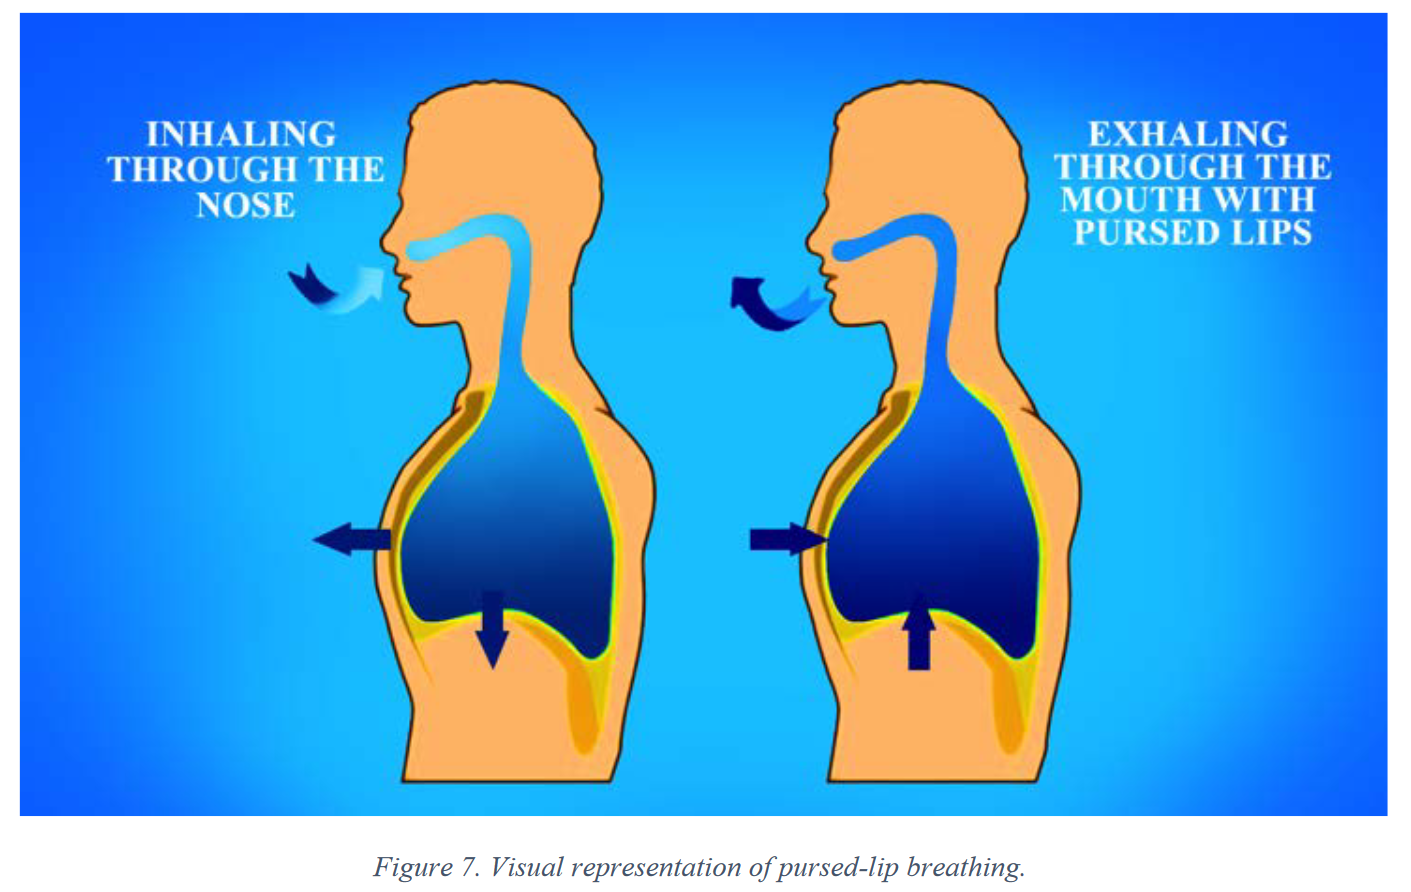 INHALING
THROUGH THE
NOSE
EXHALING
THROUGH THE
MOUTH WITH
PURSED LIPS
Figure 7. Visual representation of pursed-lip breathing.